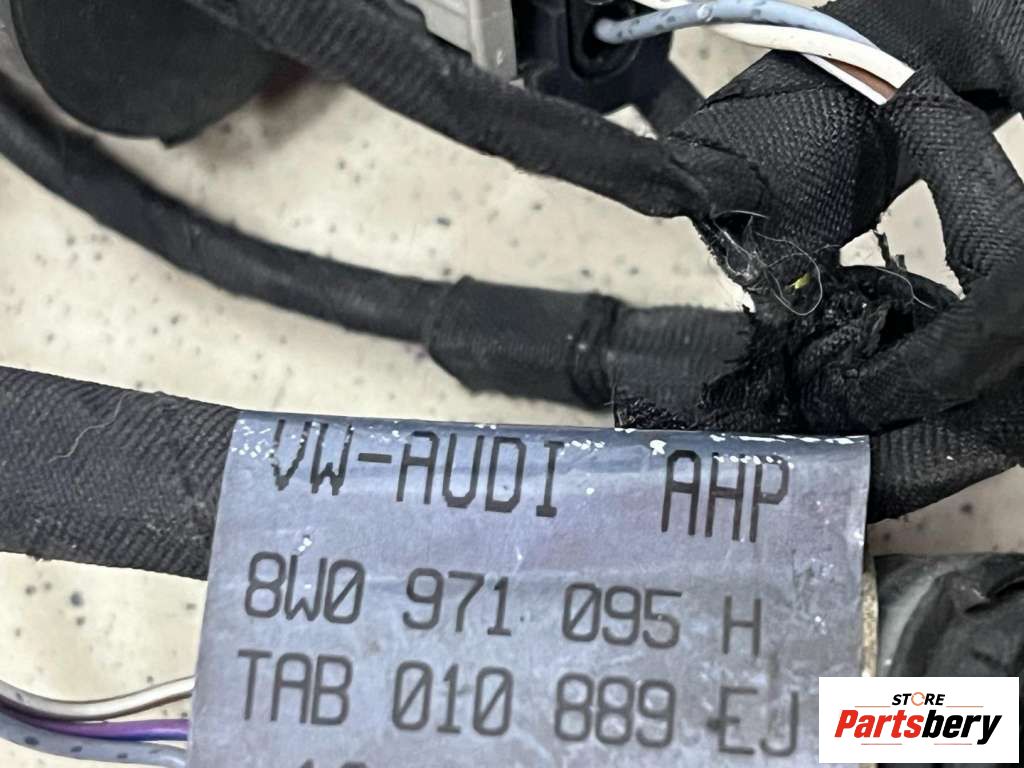 VW-AUDI AHP
8W0 971 095 H
TAB 010 889 EJ
STORE
Partsbery